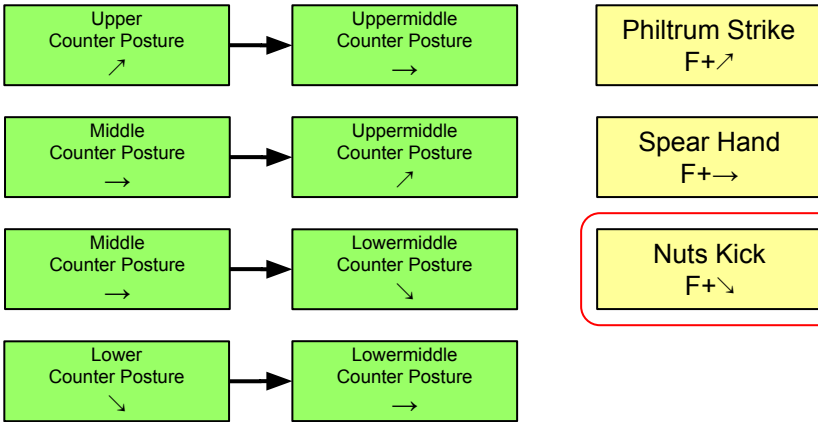 Upper
Counter Posture
↗
Uppermiddle
Counter Posture
→
Philtrum Strike
F+↗
Middle
Counter Posture
→
Uppermiddle
Counter Posture
↗
Spear Hand
F+→
Middle
Counter Posture
→
Lowermiddle
Counter Posture
↘
Nuts Kick
F+↘
Lower
Counter Posture
↘
Lowermiddle
Counter Posture
→